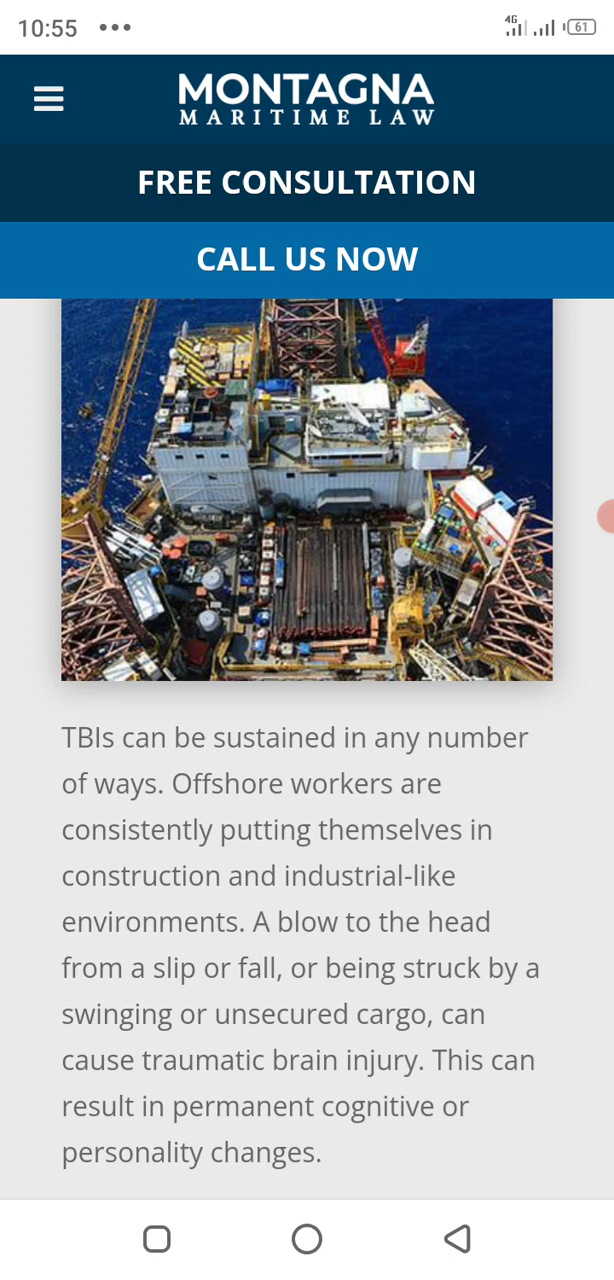 10:55
4G
61
MONTAGNA
MARITIME LAW
FREE CONSULTATION
CALL US NOW
TBIs can be sustained in any number
of ways. Offshore workers are
consistently putting themselves in
construction and industrial-like
environments. A blow to the head
from a slip or fall, or being struck by a
swinging or unsecured cargo, can
cause traumatic brain injury. This can
result in permanent cognitive or
personality changes.